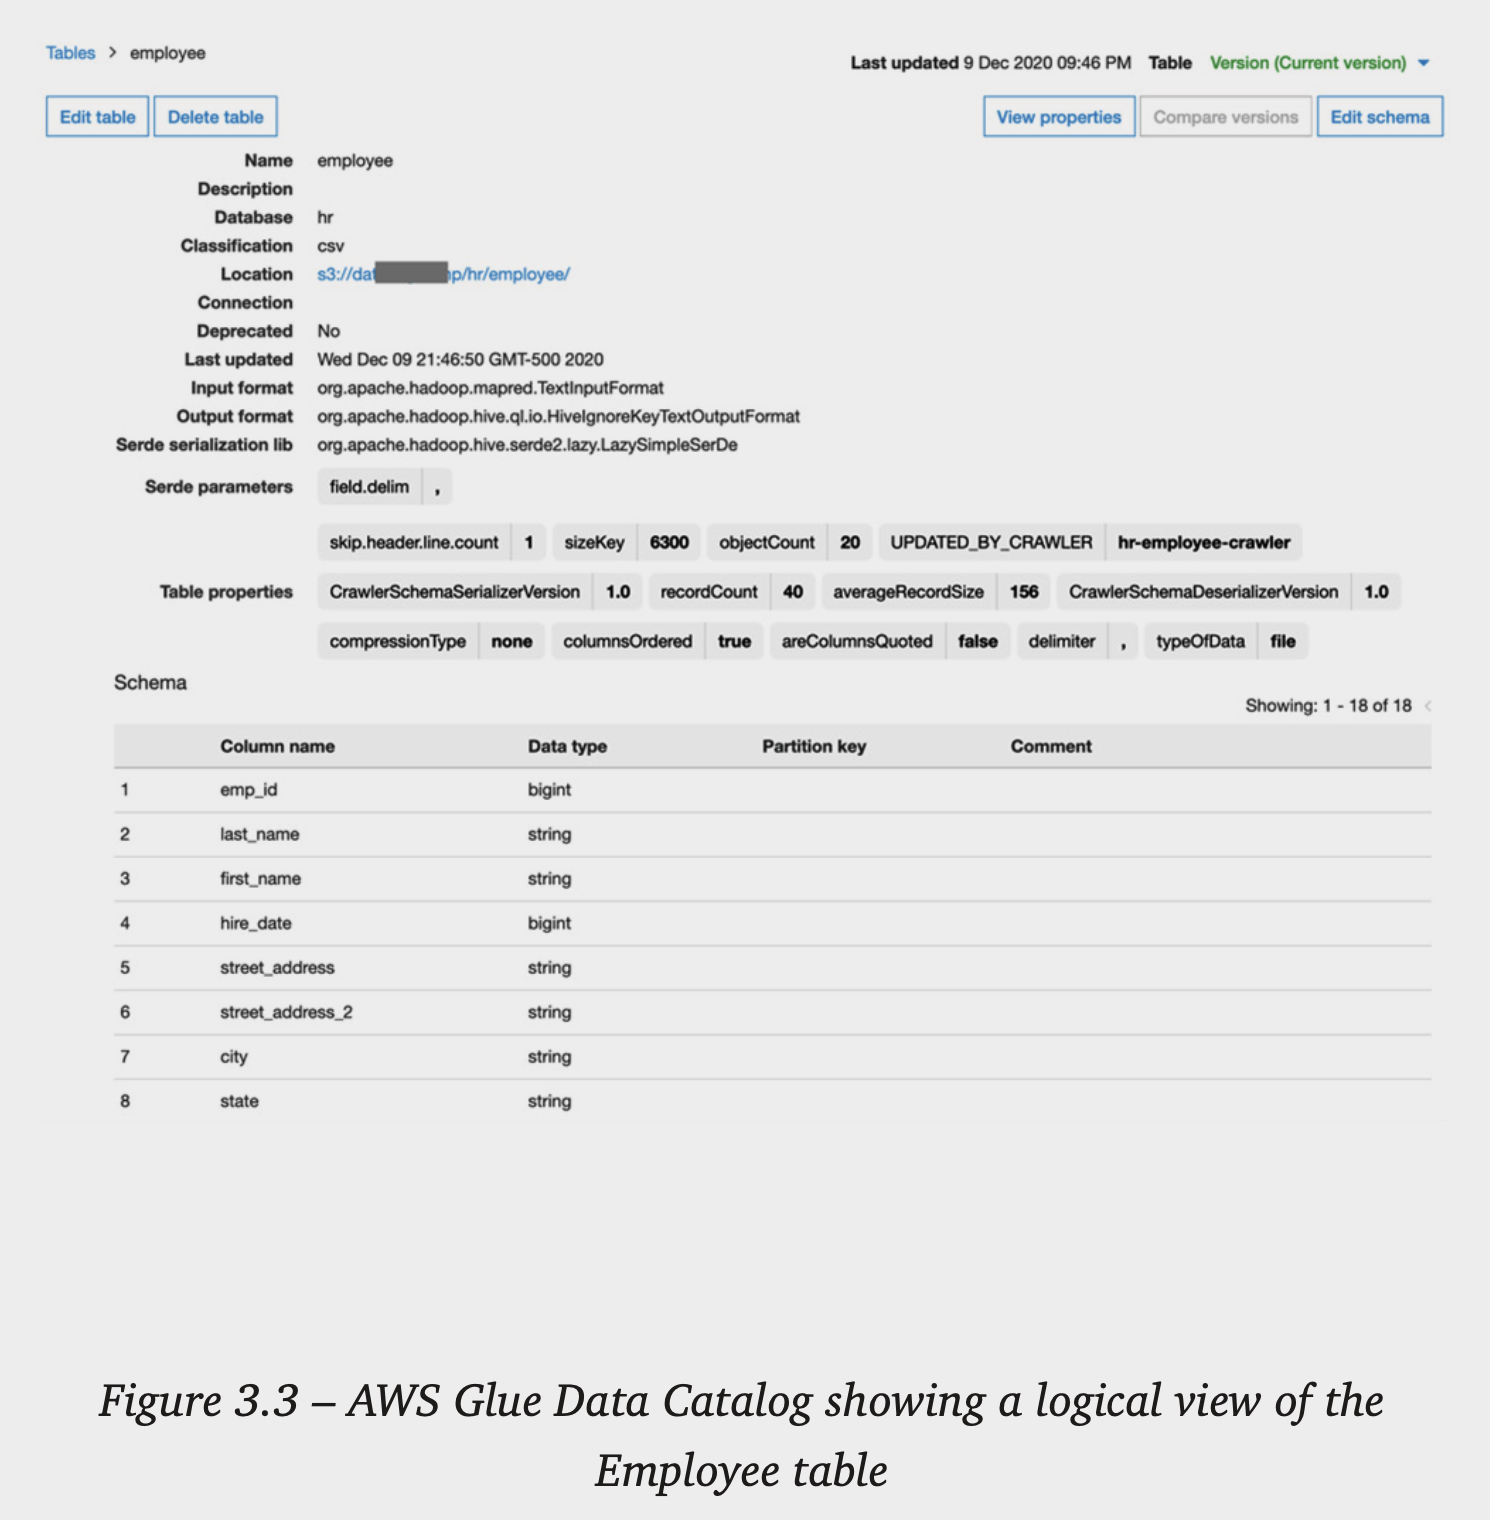 Tables > employee
Last updated 9 Dec 2020 09:46 PM Table Version (Current version)
Edit table Delete table View properties Compare versions Edit schema
Name employee
Description
Database hr
Classification csv
Location s3://dat p/hr/employee/
Connection
Deprecated No
Last updated Wed Dec 09 21:46:50 GMT-500 2020
Input format org.apache.hadoop.mapred.TextInputFormat
Output format org.apache.hadoop.hive.ql.io.HiveIgnoreKeyTextOutputFormat
Serde serialization lib org.apache.hadoop.hive.serde2.lazy.LazySimpleSerDe
Serde parameters field.delim ,
skip.header.line.count 1 sizeKey 6300 objectCount 20 UPDATED_BY_CRAWLER hr-employee-crawler
Table properties CrawlerSchemaSerializerVersion 1.0 recordCount 40 averageRecordSize 156 CrawlerSchemaDeserializerVersion 1.0
compressionType none columnsOrdered true areColumnsQuoted false delimiter , typeOfData file
Schema
Showing: 1 - 18 of 18 <
Column name Data type Partition key Comment
1 emp_id bigint
2 last_name string
3 first_name string
4 hire_date bigint
5 street_address string
6 street_address_2 string
7 city string
8 state string
Figure 3.3 – AWS Glue Data Catalog showing a logical view of the
Employee table